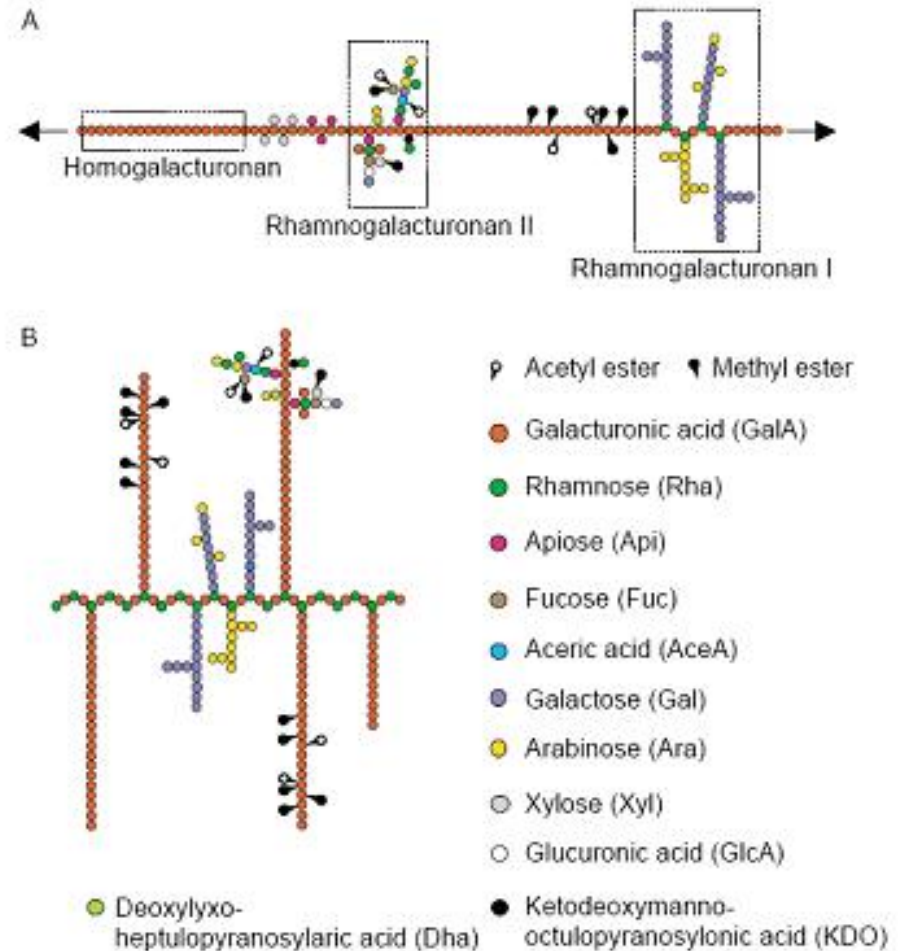 A
Homogalacturonan
Rhamnogalacturonan II
Rhamnogalacturonan I
B
Acetyl ester Methyl ester
Galacturonic acid (GalA)
Rhamnose (Rha)
Apiose (Api)
Fucose (Fuc)
Aceric acid (AceA)
Galactose (Gal)
Arabinose (Ara)
Xylose (Xyl)
Glucuronic acid (GlcA)
Deoxylyxo-
heptulopyranosylaric acid (Dha)
Ketodeoxymanno-
octulopyranosylonic acid (KDO)